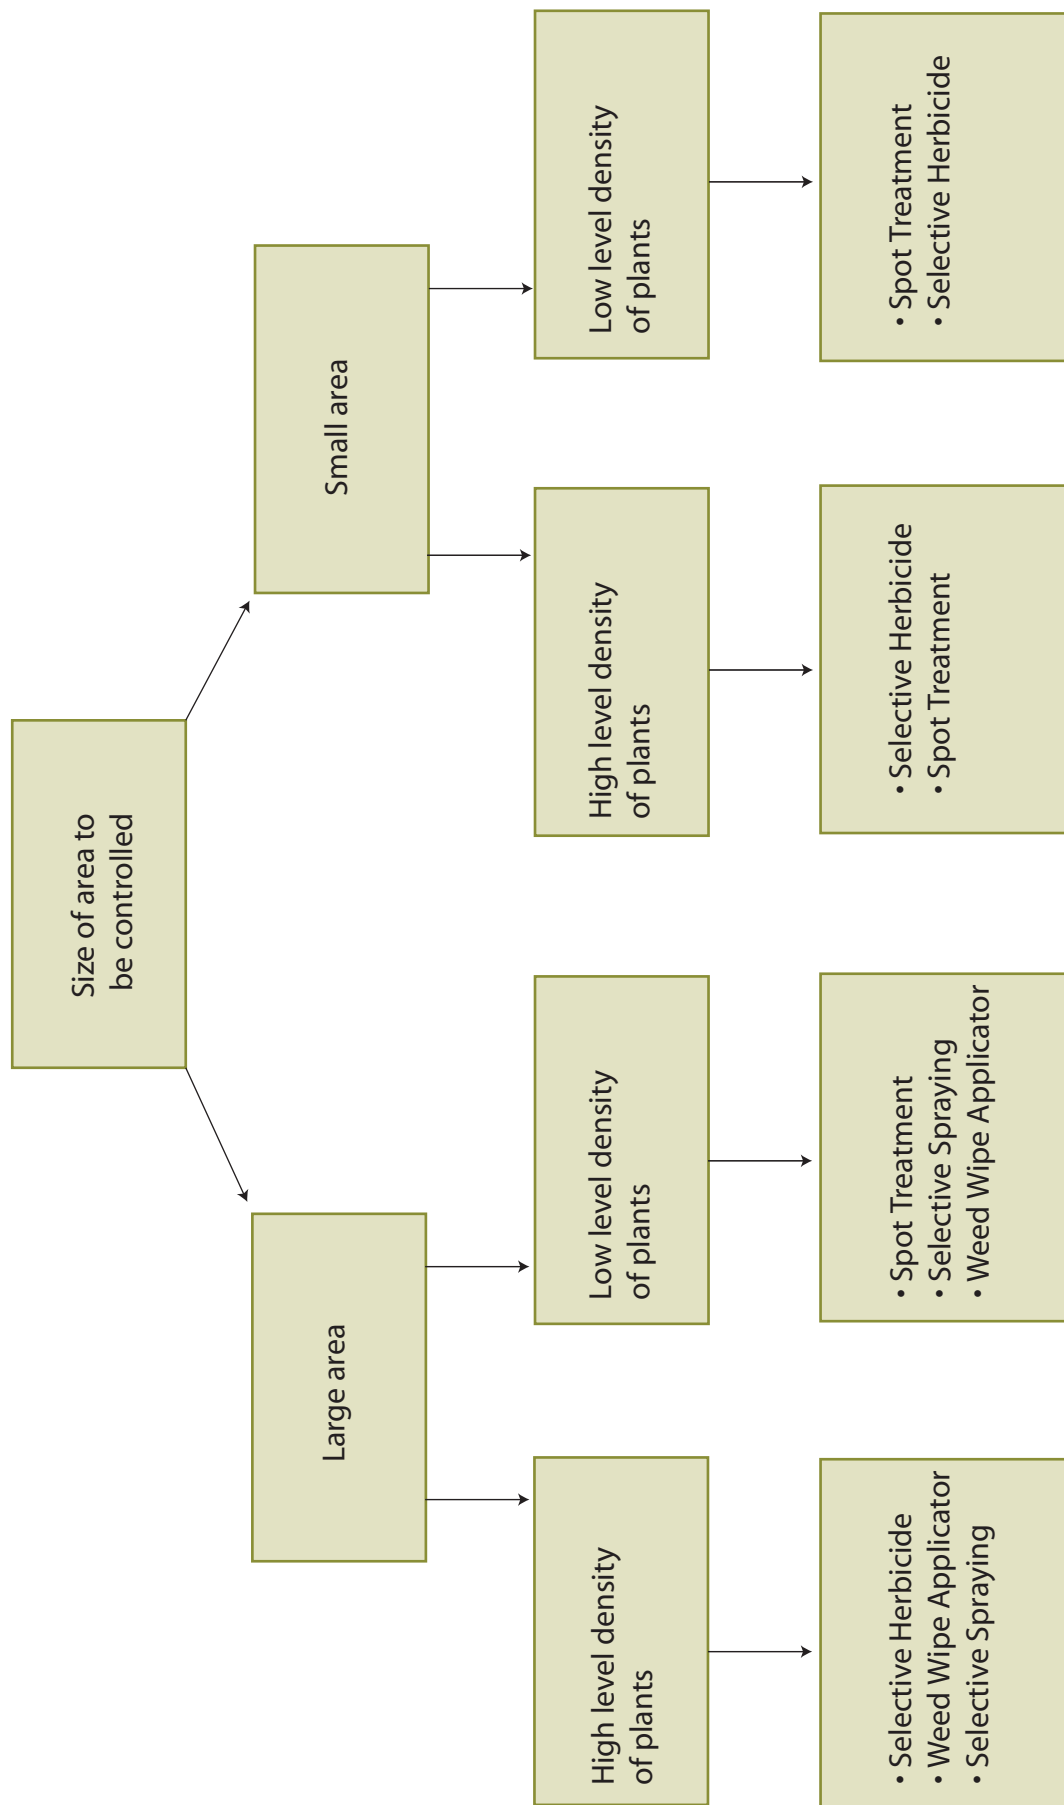 Size of area to
be controlled
Large area
Small area
High level density
of plants
Low level density
of plants
High level density
of plants
Low level density
of plants
• Selective Herbicide
• Weed Wipe Applicator
• Selective Spraying
• Spot Treatment
• Selective Spraying
• Weed Wipe Applicator
• Selective Herbicide
• Spot Treatment
• Spot Treatment
• Selective Herbicide